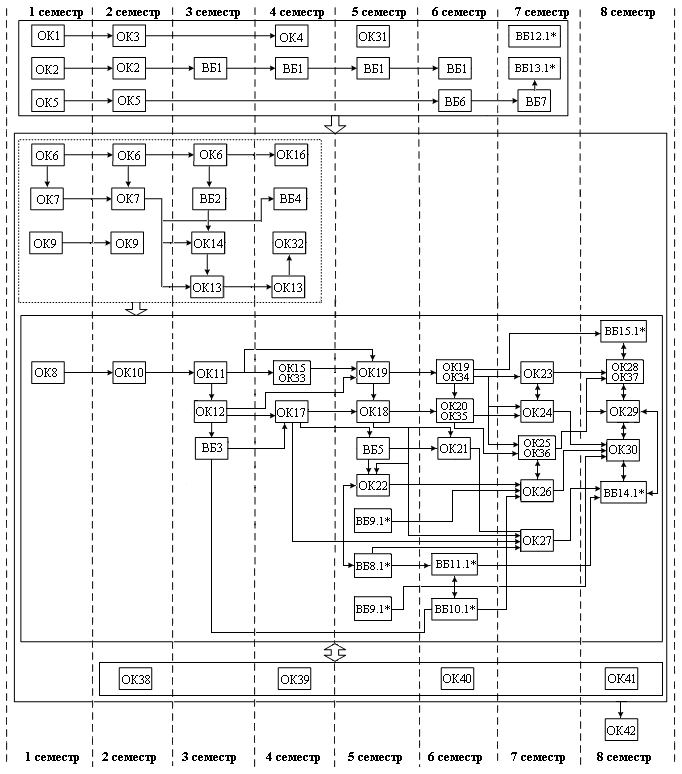 1 семестр 2 семестр 3 семестр 4 семестр 5 семестр 6 семестр 7 семестр 8 семестр
ОК1 ОК3 ОК4 ОК31 ВБ12.1*
ОК2 ОК2 ВБ1 ВБ1 ВБ1 ВБ1 ВБ13.1*
ОК5 ОК5 ВБ6 ВБ7
ОК6 ОК6 ОК6 ОК16
ОК7 ОК7 ВБ2 ВБ4
ОК9 ОК9 ОК14 ОК32
ОК13 ОК13
ВБ15.1*
ОК8 ОК10 ОК11 ОК15 ОК33 ОК19 ОК19 ОК34 ОК23 ОК28 ОК37
ОК12 ОК17 ОК18 ОК20 ОК35 ОК24 ОК29
ВБ3 ВБ5 ОК21 ОК25 ОК36 ОК30
ОК22 ОК26 ВБ14.1*
ВБ9.1*
ОК27
ВБ8.1* ВБ11.1*
ВБ9.1* ВБ10.1*
ОК38 ОК39 ОК40 ОК41
ОК42
1 семестр 2 семестр 3 семестр 4 семестр 5 семестр 6 семестр 7 семестр 8 семестр